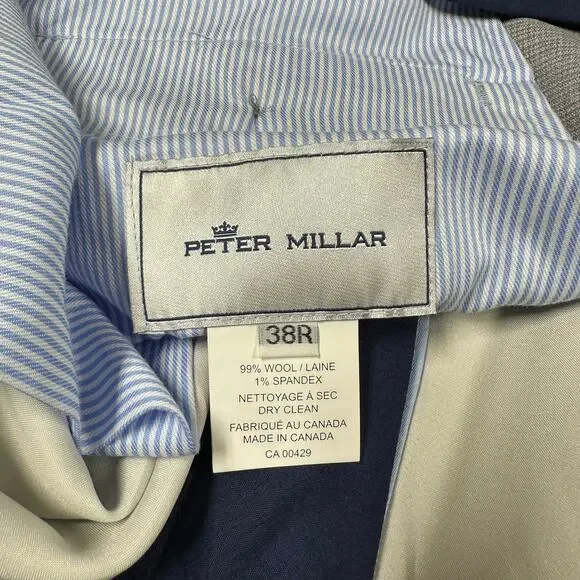 PETER MILLAR
38R
99% WOOL / LAINE
1% SPANDEX
NETTOYAGE À SEC
DRY CLEAN
FABRIQUÉ AU CANADA
MADE IN CANADA
CA 00429